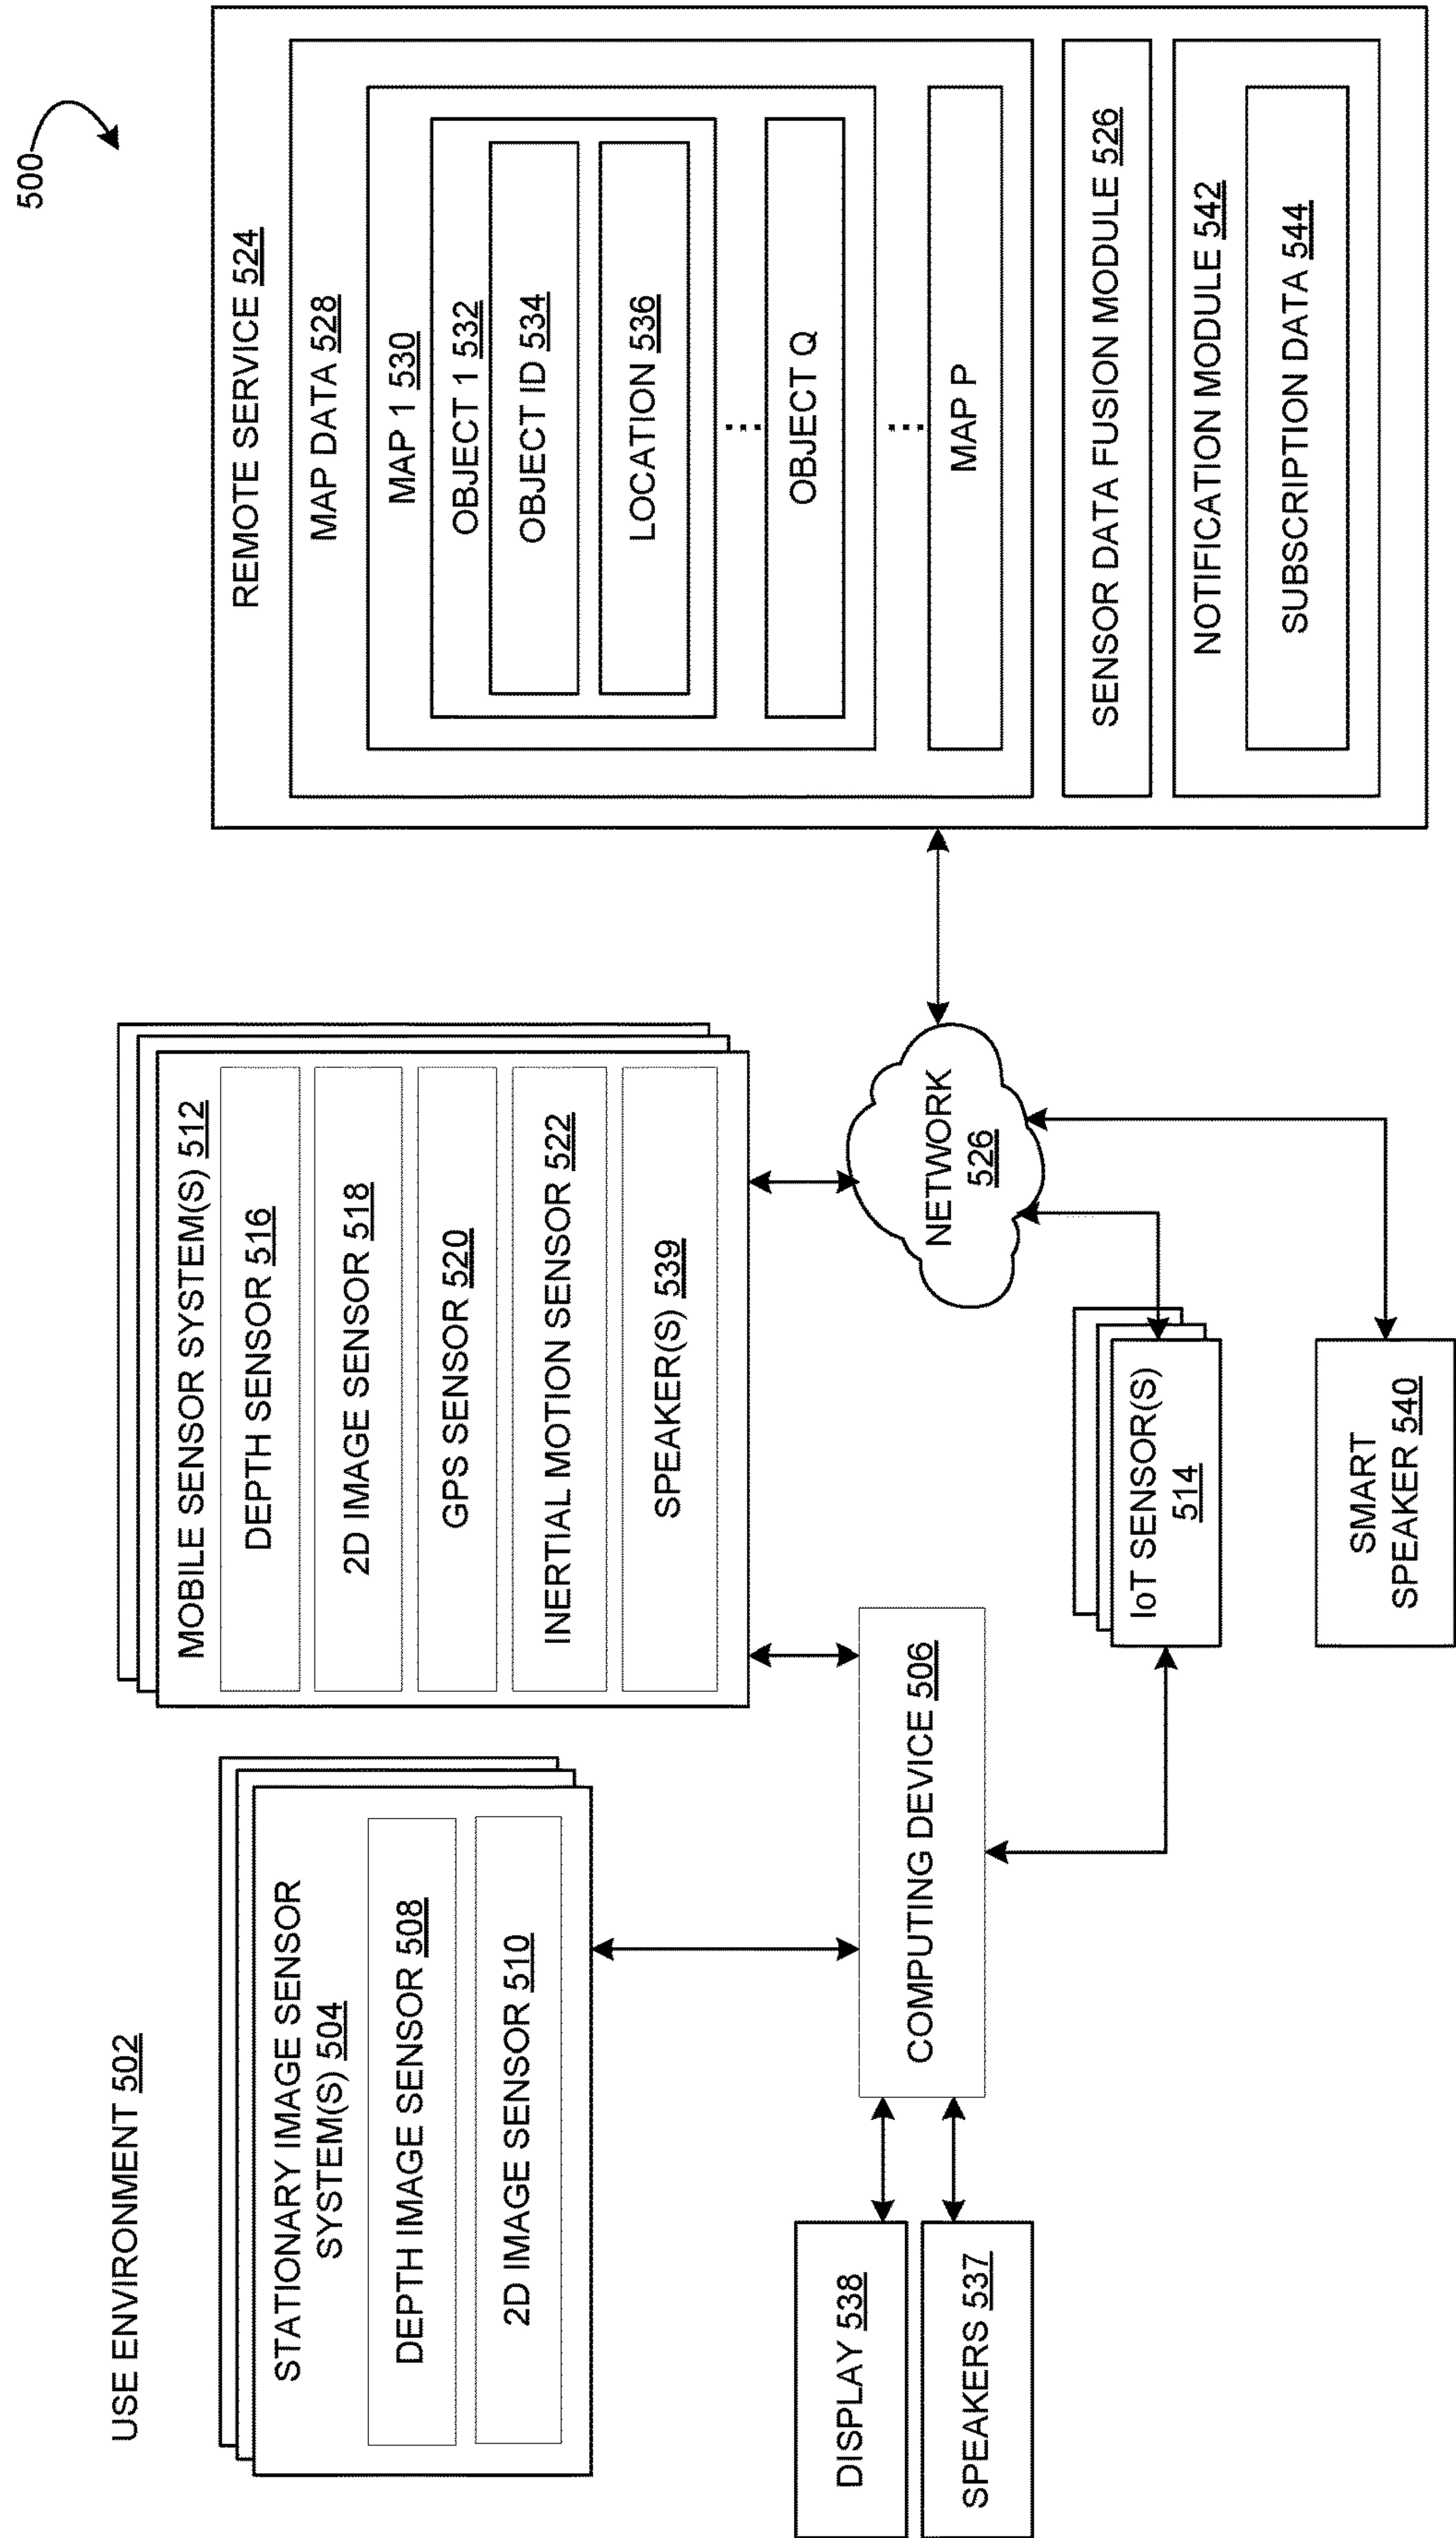 500
USE ENVIRONMENT 502
STATIONARY IMAGE SENSOR
SYSTEM(S) 504
DEPTH IMAGE SENSOR 508
2D IMAGE SENSOR 510
MOBILE SENSOR SYSTEM(S) 512
DEPTH SENSOR 516
2D IMAGE SENSOR 518
GPS SENSOR 520
INERTIAL MOTION SENSOR 522
SPEAKER(S) 539
DISPLAY 538
SPEAKERS 537
COMPUTING DEVICE 506
NETWORK
526
IoT SENSOR(S)
514
SMART
SPEAKER 540
REMOTE SERVICE 524
MAP DATA 528
MAP 1 530
OBJECT 1 532
OBJECT ID 534
LOCATION 536
...
OBJECT Q
...
MAP P
SENSOR DATA FUSION MODULE 526
NOTIFICATION MODULE 542
SUBSCRIPTION DATA 544